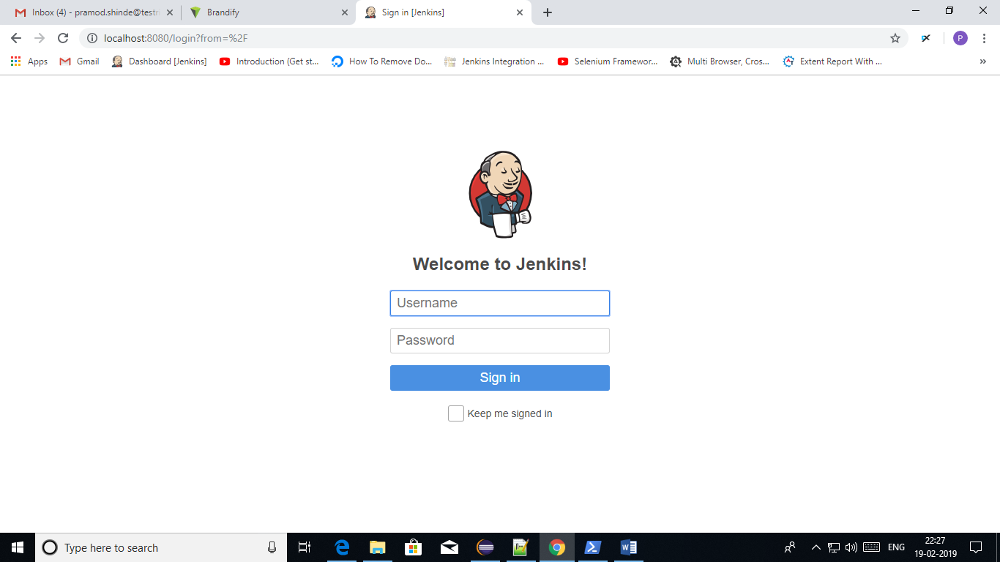 Inbox (4) - pramod.shinde@testr
Brandify
Sign in [Jenkins]
localhost:8080/login?from=%2F
P
Apps
Gmail
Dashboard [Jenkins]
Introduction (Get st...
How To Remove Do...
Jenkins Integration ...
Selenium Framewor...
Multi Browser, Cros...
Extent Report With ...
Welcome to Jenkins!
Username
Password
Sign in
Keep me signed in
Type here to search
ENG
22:27
19-02-2019